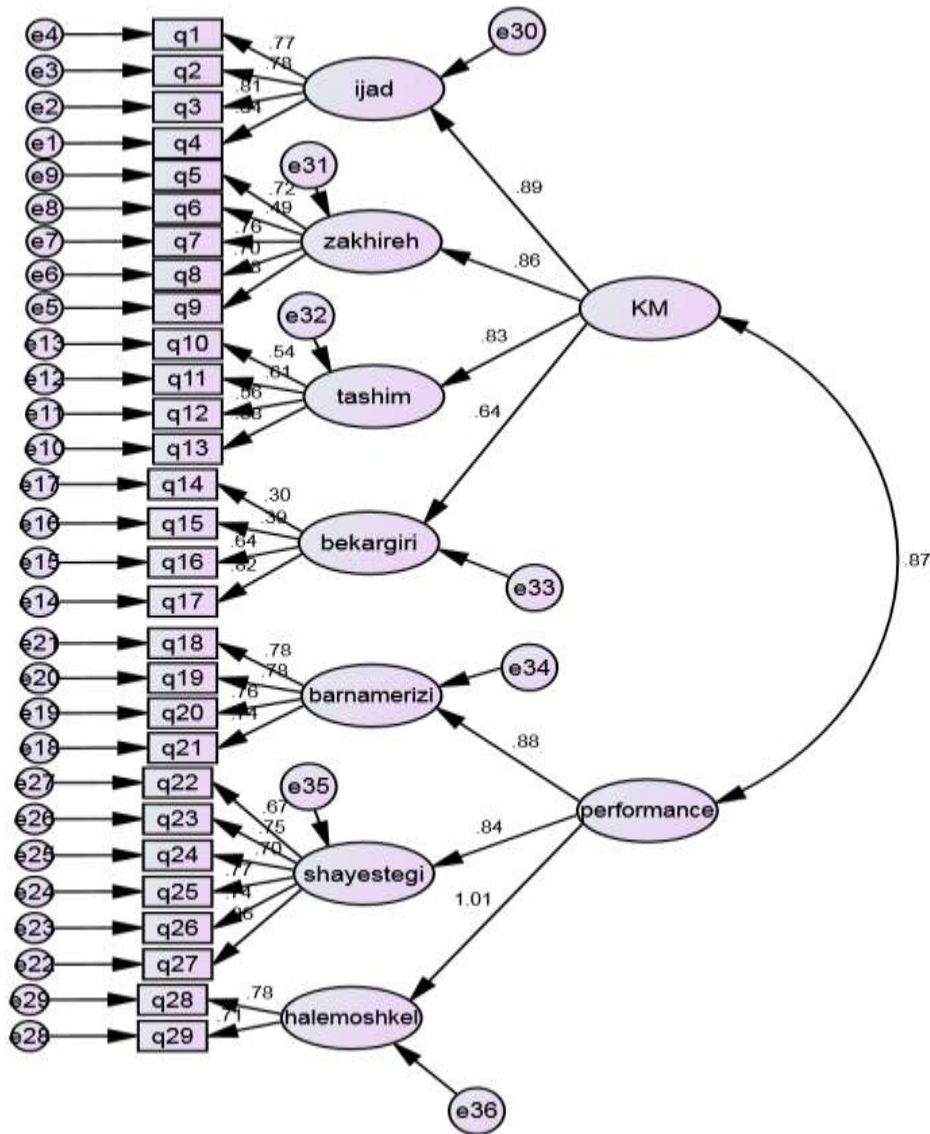 e4 q1 .77 e30
e3 q2 .78 ijad
e2 q3 .81
e1 q4
e9 q5 e31
e8 q6 .72 .89
e7 q7 .49 zakhireh
e6 q8 .76 .86
e5 q9 .70 KM
e13 q10 .54 e32
e12 q11 .61 .83
e11 q12 .56 tashim
e10 q13 .64
e17 q14 .30
e16 q15 .39 bekargiri
e15 q16 .64 .87
e14 q17 .82 e33
e21 q18 .78
e20 q19 .78 barnamerizi e34
e19 q20 .76
e18 q21 .74 .88
e27 q22 e35
e26 q23 .67 performance
e25 q24 .75 .84
e24 q25 .70 shayestegi
e23 q26 .77 1.01
e22 q27 .74
e29 q28 .78 halemoshkel
e28 q29 .71
e36